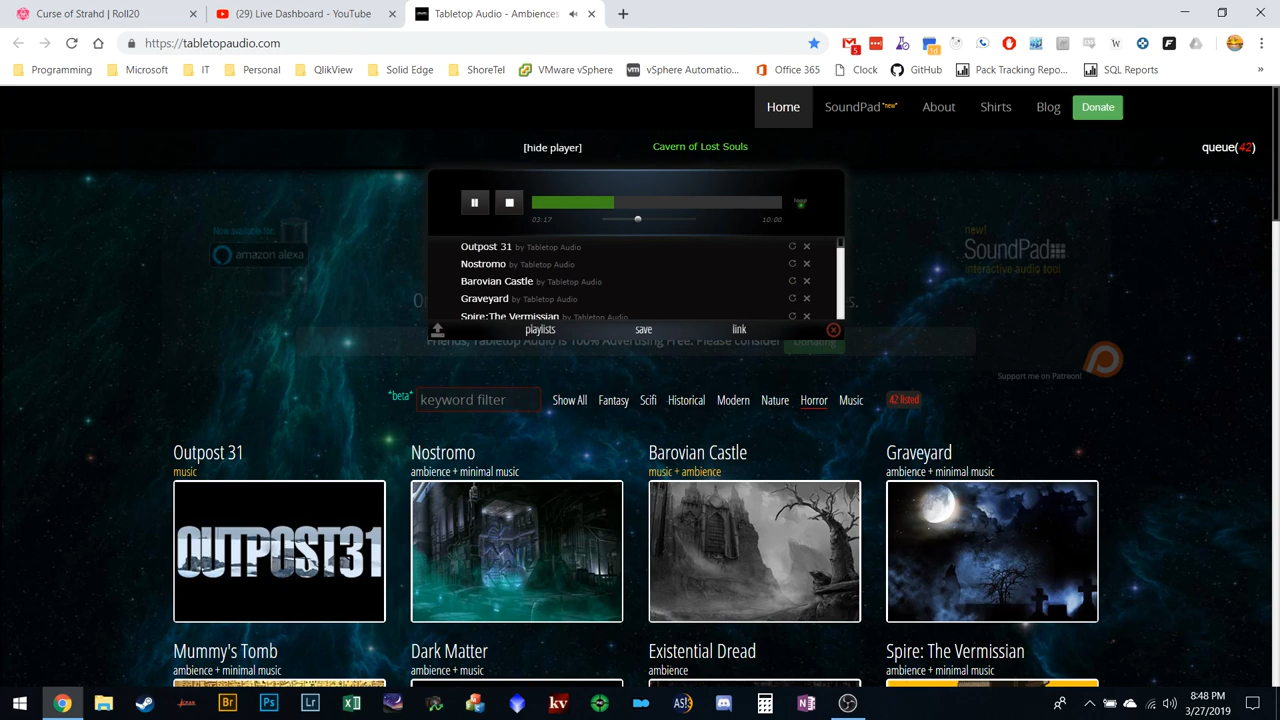 Curse of Strahd | Roll20
(29) Live Dashboard - YouTube
Tabletop Audio - Ambiences
https://tabletopaudio.com
5
2d
W
Programming
Microsoft
IT
Personal
QlikView
Solid Edge
ShoreTel
VMware vSphere
vSphere Automatio...
Office 365
Clock
GitHub
Pack Tracking Repo...
SQL Reports
»
Home
SoundPad *new*
About
Shirts
Blog
Donate
[hide player]
Cavern of Lost Souls
queue(42)
03:17
10:00
Now available for:
amazon alexa
new!
SoundPad
interactive audio tool
Outpost 31 by Tabletop Audio
Nostromo by Tabletop Audio
Barovian Castle by Tabletop Audio
Graveyard by Tabletop Audio
Spire:The Vermissian by Tabletop Audio
playlists
save
link
Friends, Tabletop Audio is 100% Advertising Free. Please consider
Donating
Support me on Patreon!
*beta*
keyword filter
Show All
Fantasy
Scifi
Historical
Modern
Nature
Horror
Music
42 listed
Outpost 31
music
Nostromo
ambience + minimal music
Barovian Castle
music + ambience
Graveyard
ambience + minimal music
OUTPOST31
Mummy's Tomb
ambience + minimal music
Dark Matter
ambience + music
Existential Dread
ambience
Spire: The Vermissian
ambience + minimal music
Br
Ps
Lr
kv
8:48 PM
3/27/2019